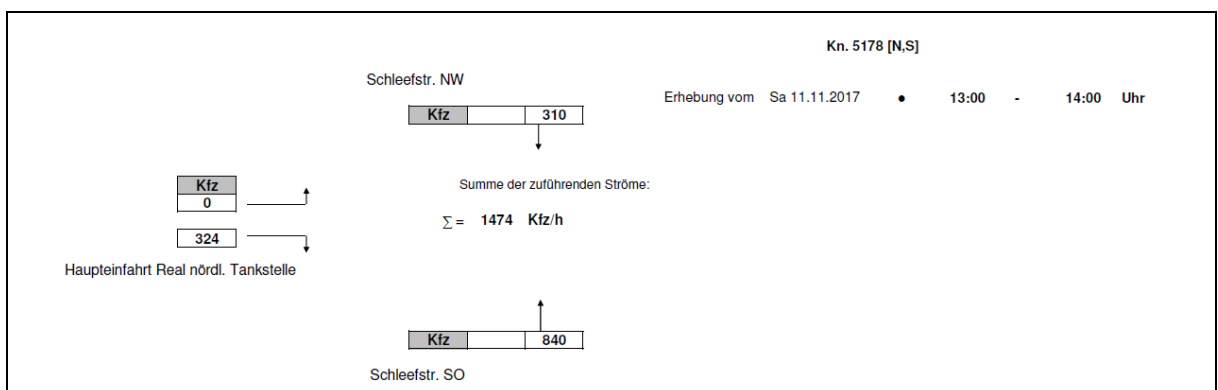 Kn. 5178 [N,S]
Schleefstr. NW
Erhebung vom Sa 11.11.2017 • 13:00 - 14:00 Uhr
Kfz 310
Kfz
0
Summe der zuführenden Ströme:
∑ = 1474 Kfz/h
324
Haupteinfahrt Real nördl. Tankstelle
Kfz 840
Schleefstr. SO